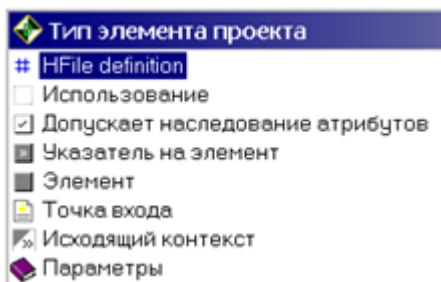 Тип элемента проекта
# HFile definition
Использование
Допускает наследование атрибутов
Указатель на элемент
Элемент
Точка входа
Исходящий контекст
Параметры